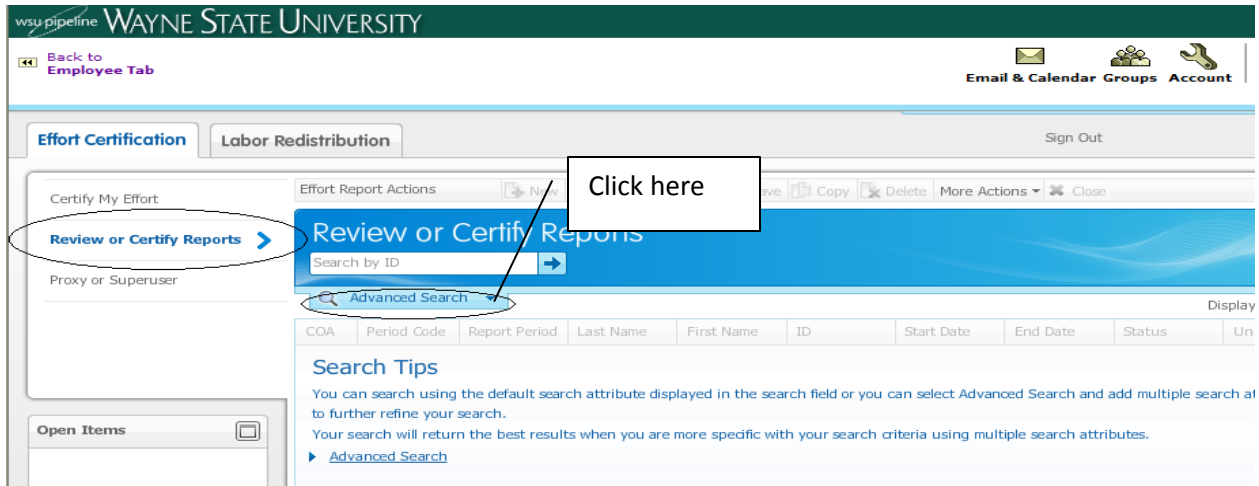 wsu pipeline WAYNE STATE UNIVERSITY
Back to
Employee Tab
Email & Calendar Groups Account
Effort Certification Labor Redistribution Sign Out
Certify My Effort
Review or Certify Reports
Proxy or Superuser
Effort Report Actions New Copy Delete More Actions Close
Click here
Review or Certify Reports
Search by ID
Advanced Search
Display
COA Period Code Report Period Last Name First Name ID Start Date End Date Status Un
Search Tips
You can search using the default search attribute displayed in the search field or you can select Advanced Search and add multiple search at
to further refine your search.
Your search will return the best results when you are more specific with your search criteria using multiple search attributes.
Advanced Search
Open Items